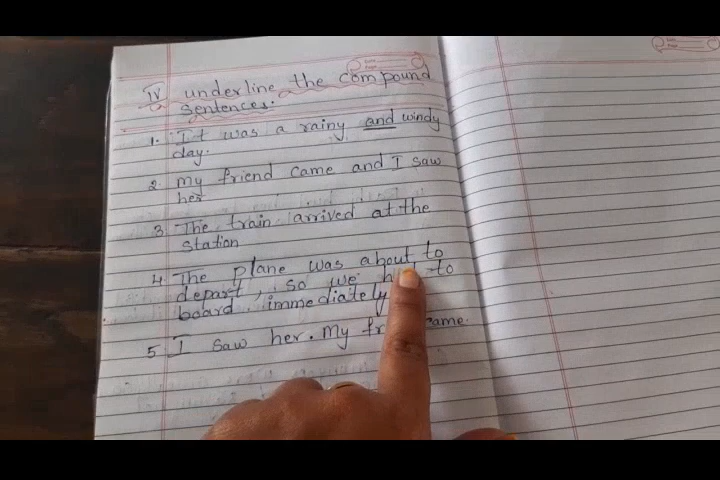 IV underline the compound
sentences:
1. It was a rainy and windy
day.
2. My friend came and I saw
her
3. The train arrived at the
station
4. The plane was about to
depart, so we to
board. immediately
5. I saw her. My came.